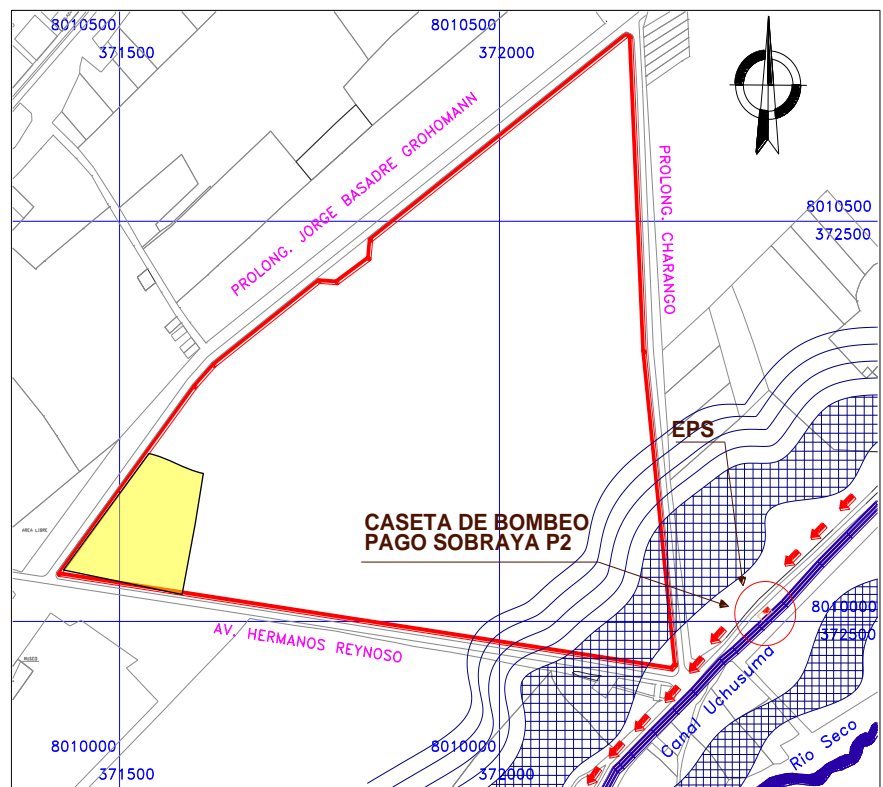 8010500
371500
8010500
372000
PROLONG. JORGE BASADRE GROHOMANN
PROLONG. CHARANGO
8010500
372500
EPS
CASETA DE BOMBEO
PAGO SOBRAYA P2
AREA LIBRE
8010000
372500
AV. HERMANOS REYNOSO
MUSEO
Canal Uchusuma
Rio Seco
8010000
371500
8010000
372000